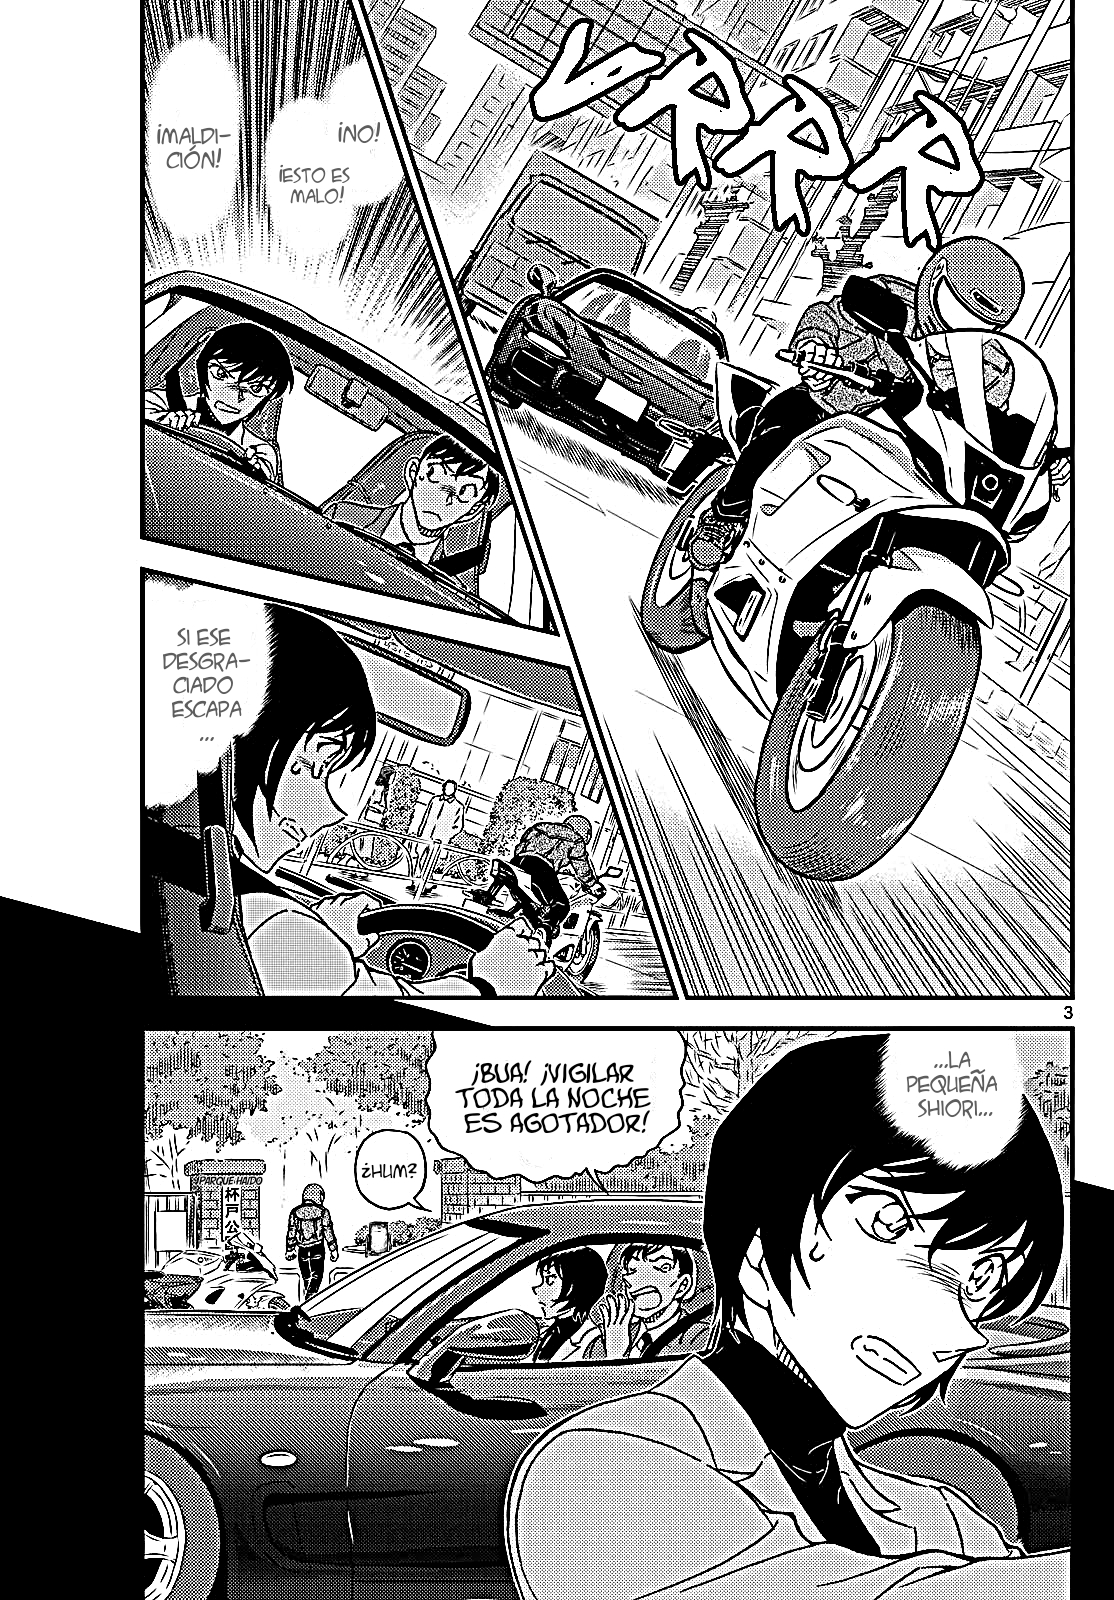 VRRR
¡NO!
¡ESTO ES
MALO!
¡MALDI-
CIÓN!
SI ESE
DESGRA-
CIADO
ESCAPA
...
3
...LA
PEQUEÑA
SHIORI...
¡BUA! ¡VIGILAR
TODA LA NOCHE
ES AGOTADOR!
¿HUM?
PARQUE HAIDO
杯戸公